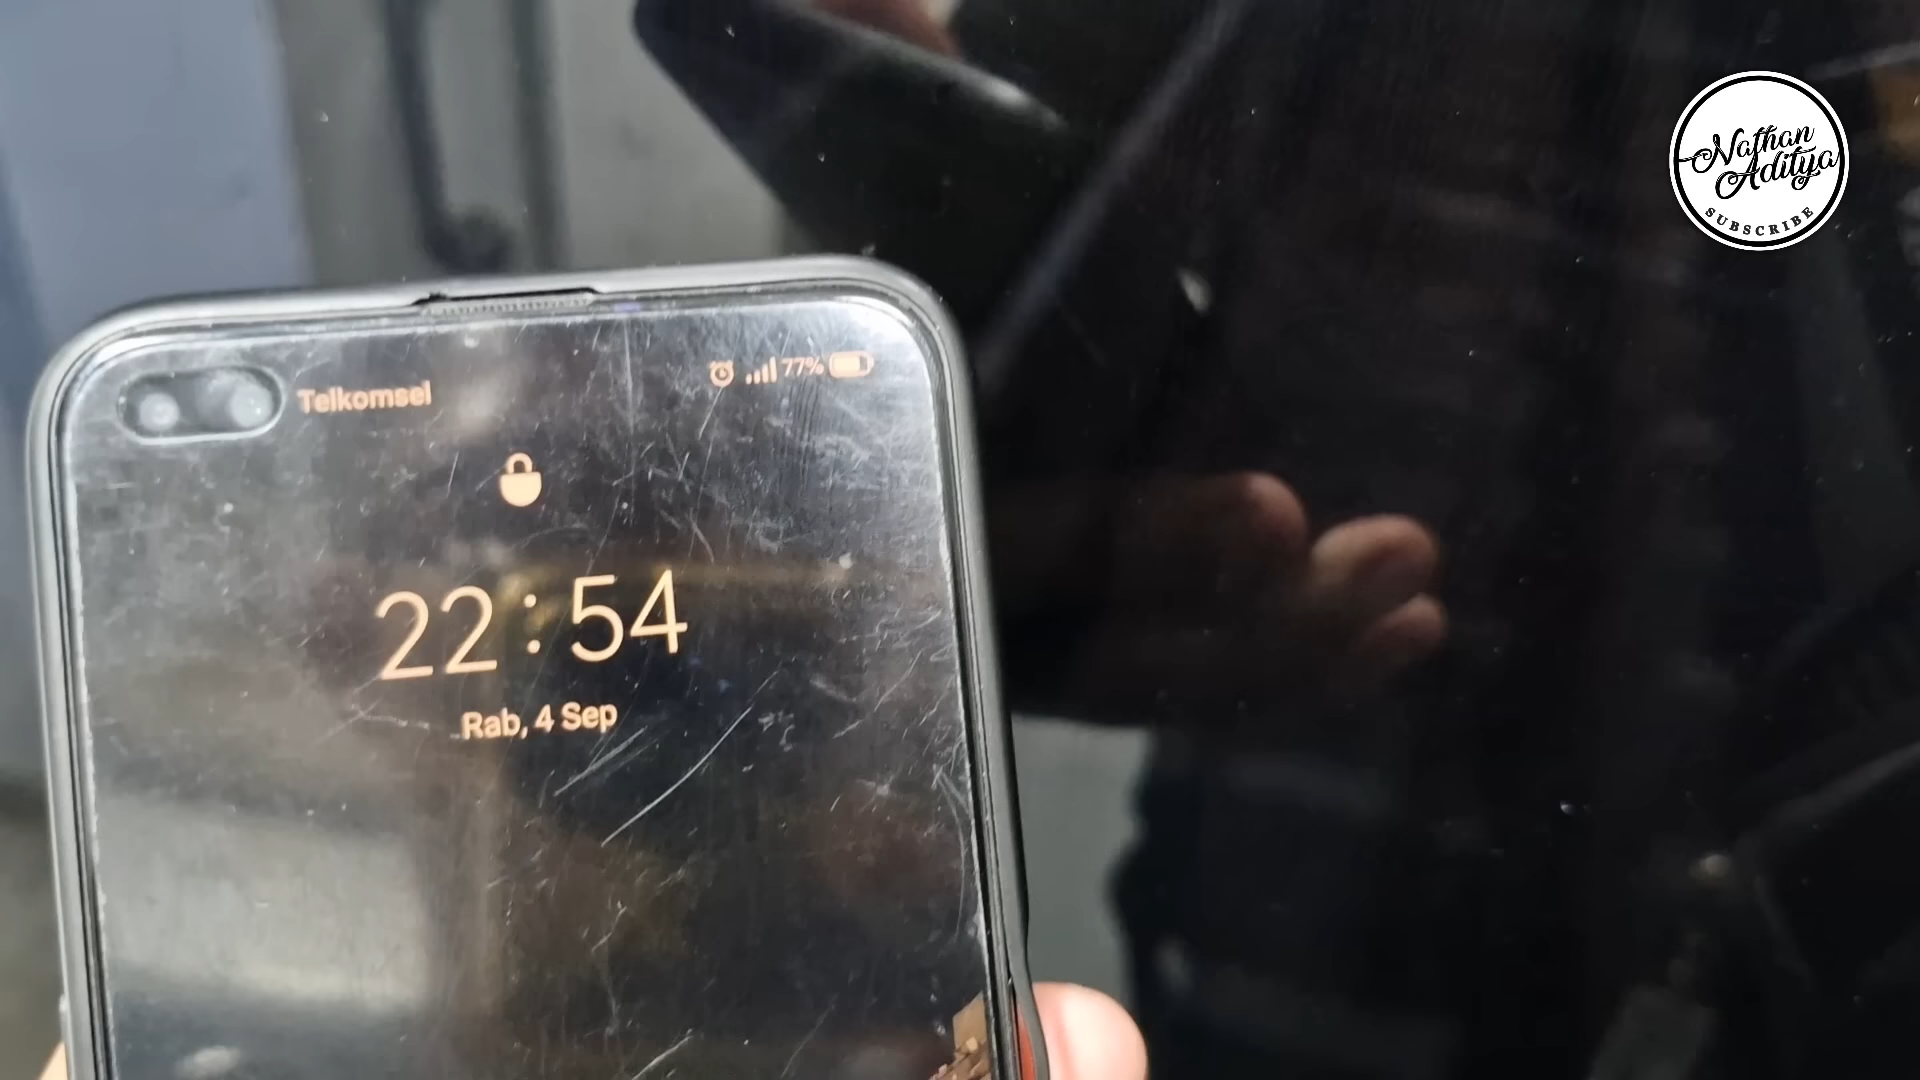 Telkomsel
77%
22:54
Rab, 4 Sep
Nathan
Aditya
SUBSCRIBE